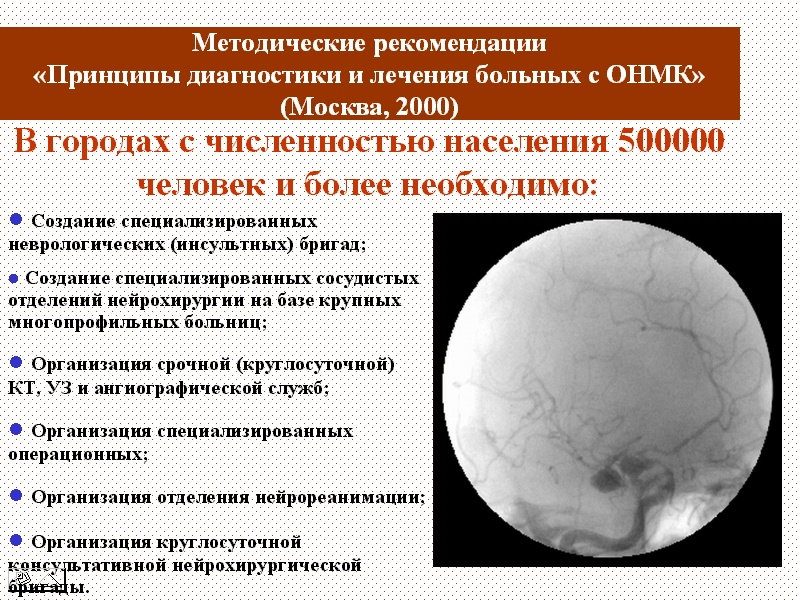 Методические рекомендации
«Принципы диагностики и лечения больных с ОНМК»
(Москва, 2000)
В городах с численностью населения 500000
человек и более необходимо:
● Создание специализированных
неврологических (инсультных) бригад;
● Создание специализированных сосудистых
отделений нейрохирургии на базе крупных
многопрофильных больниц;
● Организация срочной (круглосуточной)
КТ, УЗ и ангиографической служб;
● Организация специализированных
операционных;
● Организация отделения нейрореанимации;
● Организация круглосуточной
консультативной нейрохирургической
бригады.